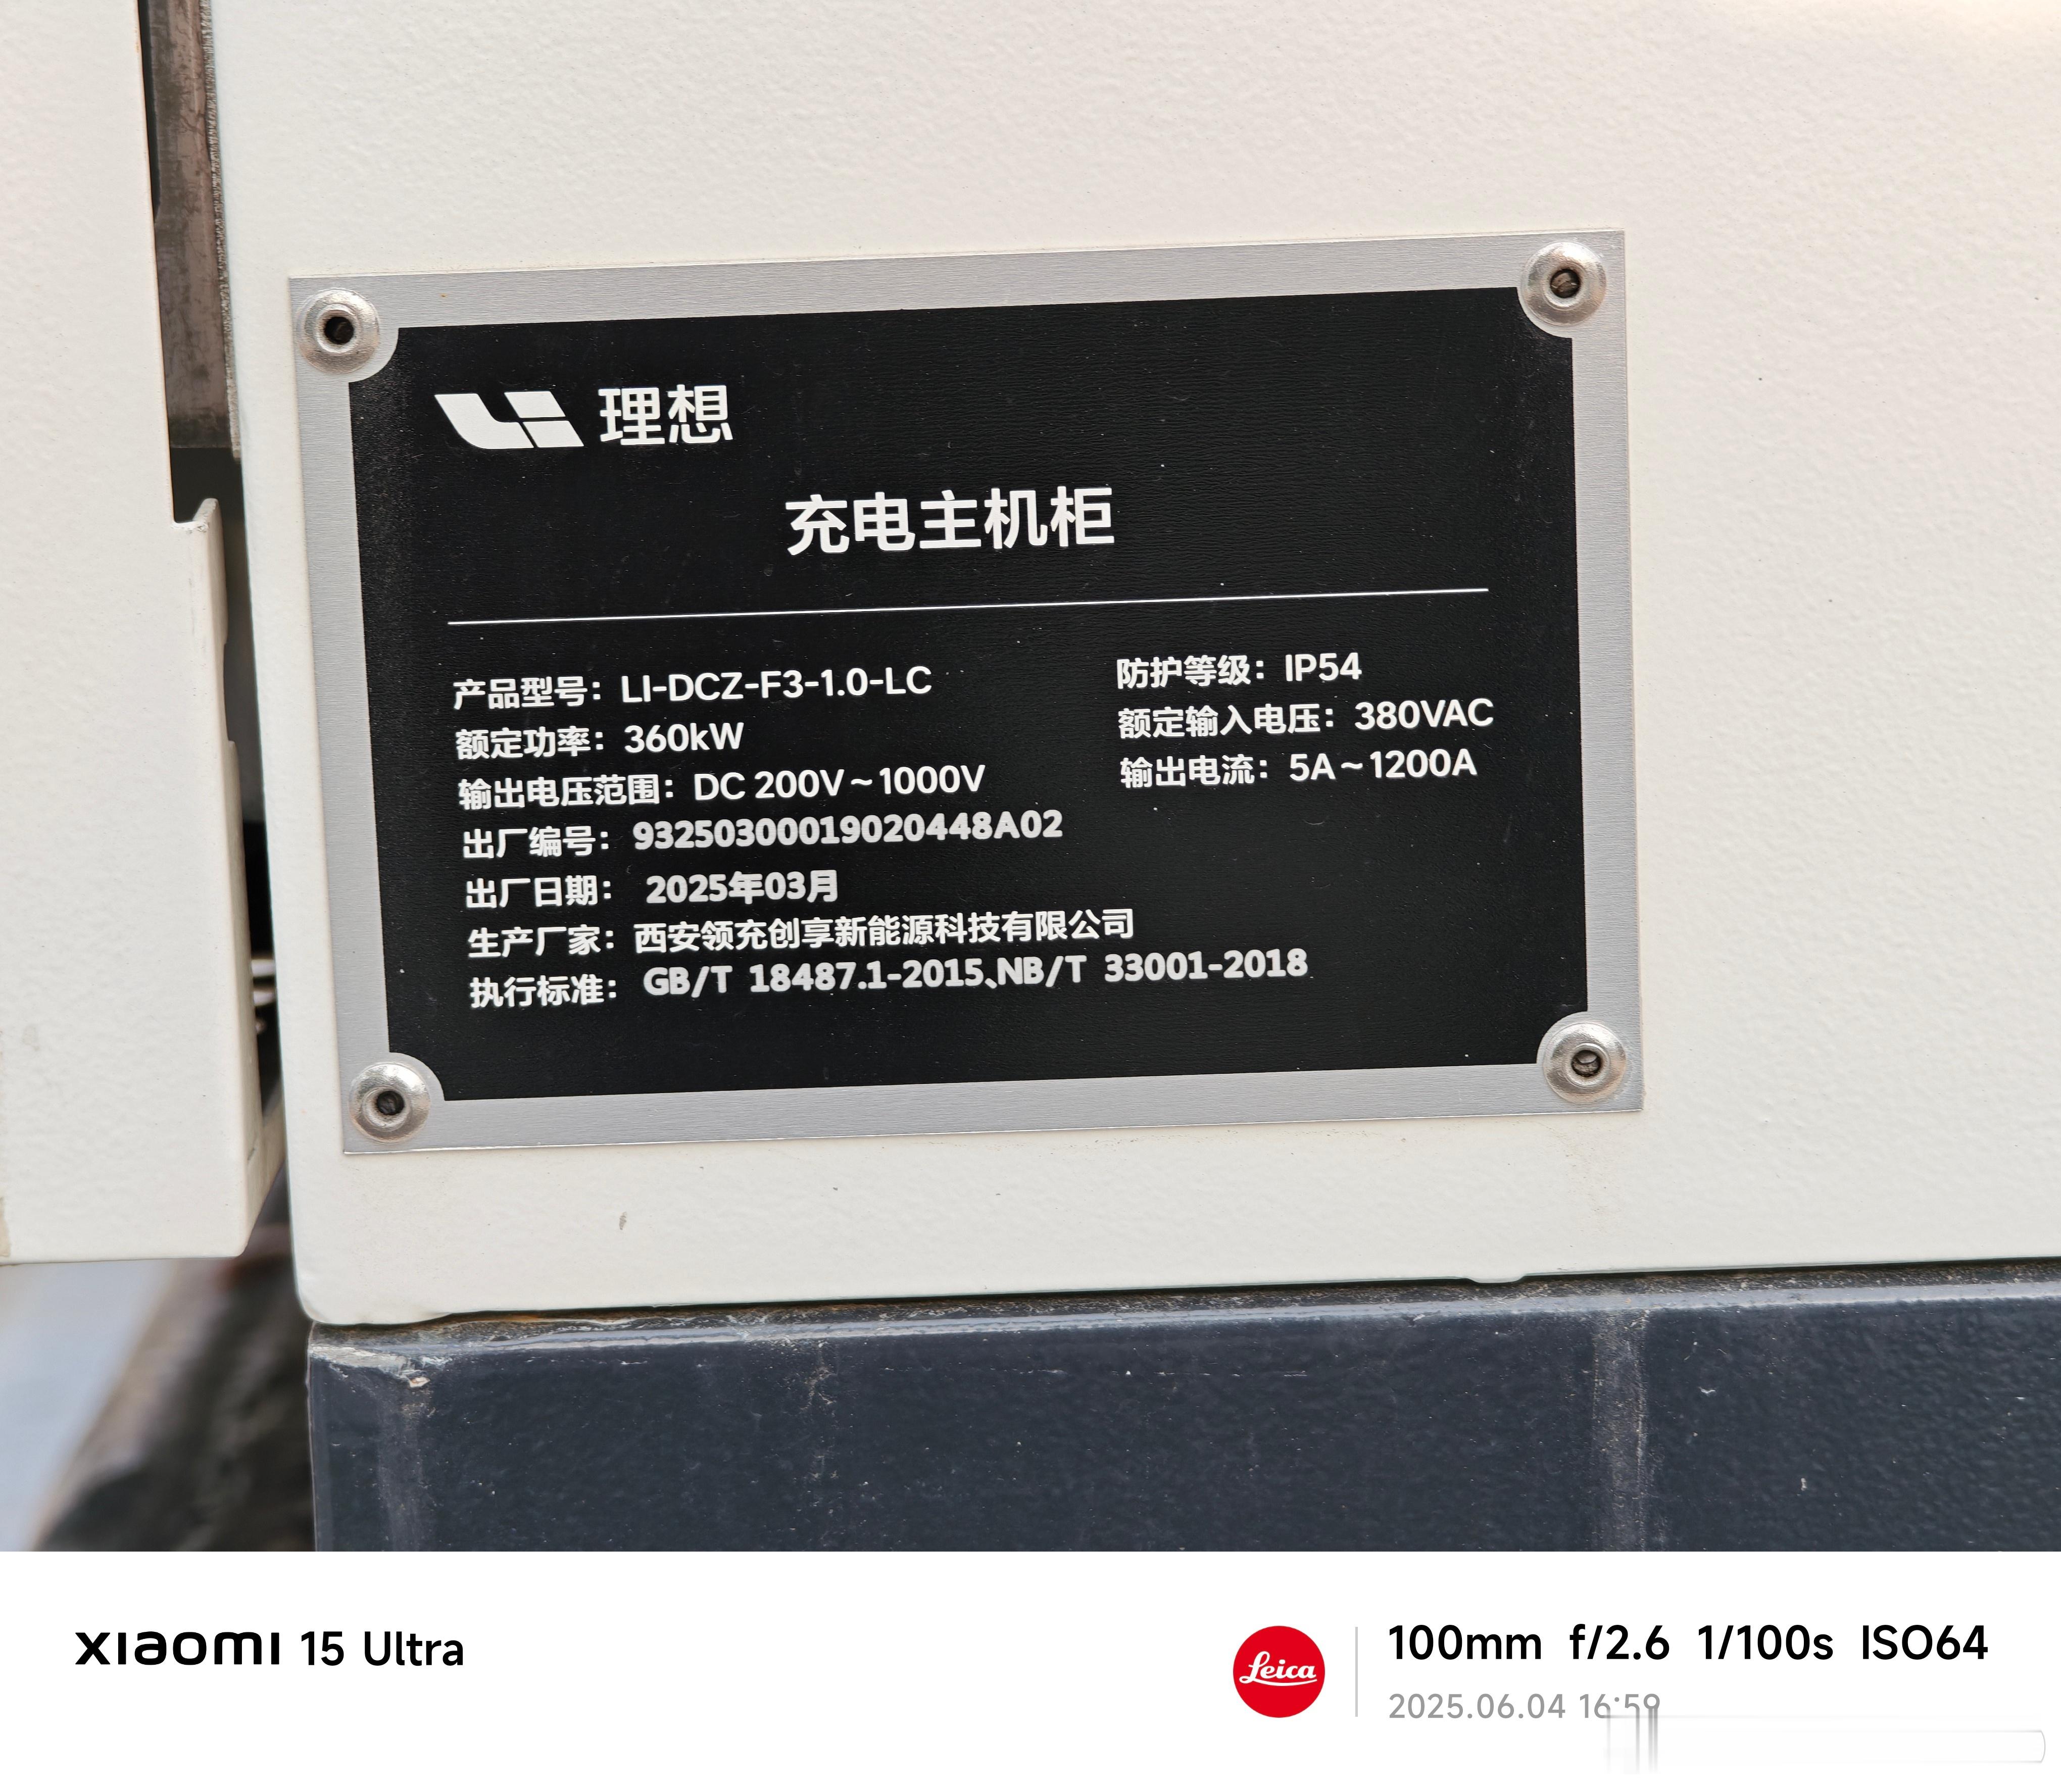 理想
充电主机柜
产品型号：LI-DCZ-F3-1.0-LC
防护等级：IP54
额定功率：360kW
额定输入电压：380VAC
输出电压范围：DC 200V～1000V
输出电流：5A～1200A
出厂编号：93250300019020448A02
出厂日期：2025年03月
生产厂家：西安领充创享新能源科技有限公司
执行标准：GB/T 18487.1-2015、NB/T 33001-2018
xiaomi 15 Ultra
Leica
100mm f/2.6 1/100s ISO64
2025.06.04 16:59